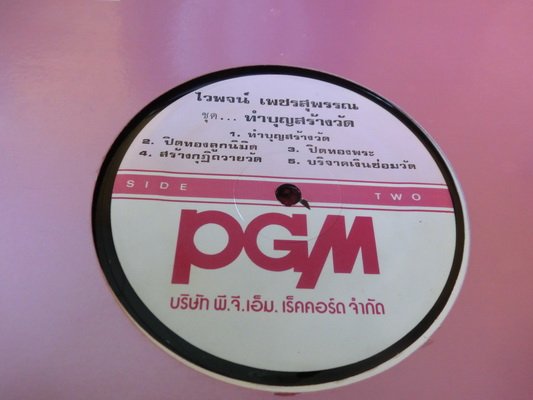 ไวพจน์ เพชรสุพรรณ
ชุด... ทำบุญสร้างวัด
1. ทำบุญสร้างวัด
2. ปิดทองลูกนิมิต 3. ปิดทองพระ
4. สร้างกุฏิถวายวัด 5. บริจาคเงินซ่อมวัด
SIDE TWO
PGM
บริษัท พี.จี.เอ็ม. เร็คคอร์ด จำกัด